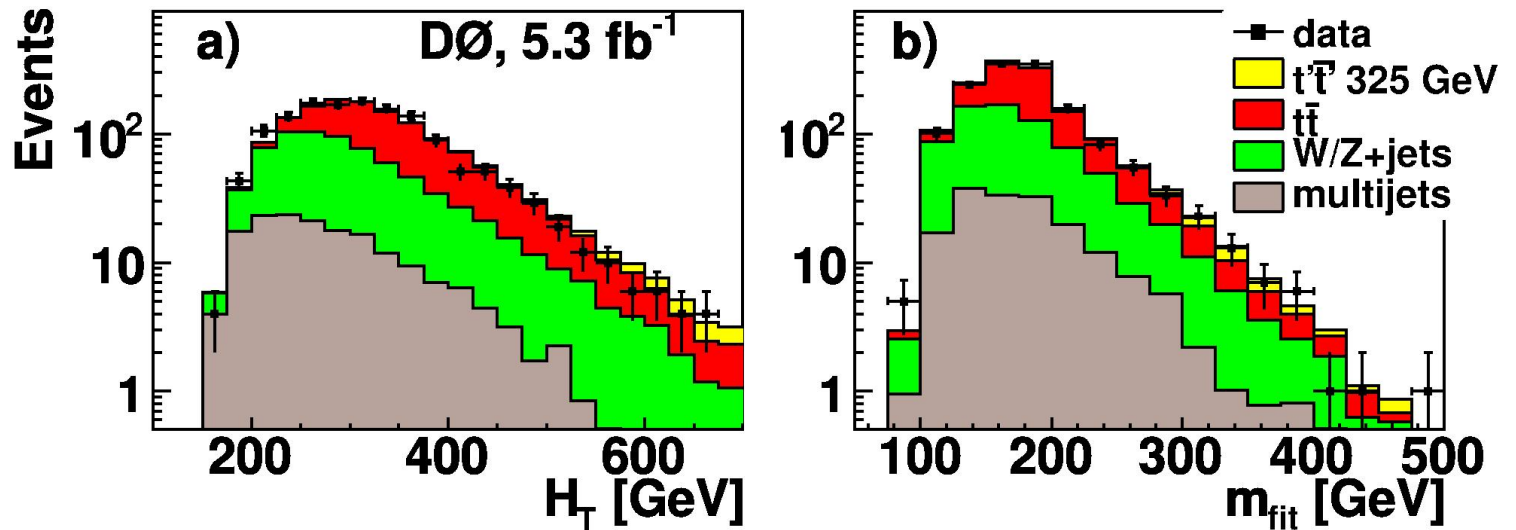 Events
a) DØ, 5.3 fb⁻¹
10²
10
1
200 400 600
H_T [GeV]
b)
data
t't̄' 325 GeV
tt̄
W/Z+jets
multijets
10²
10
1
100 200 300 400 500
m_fit [GeV]